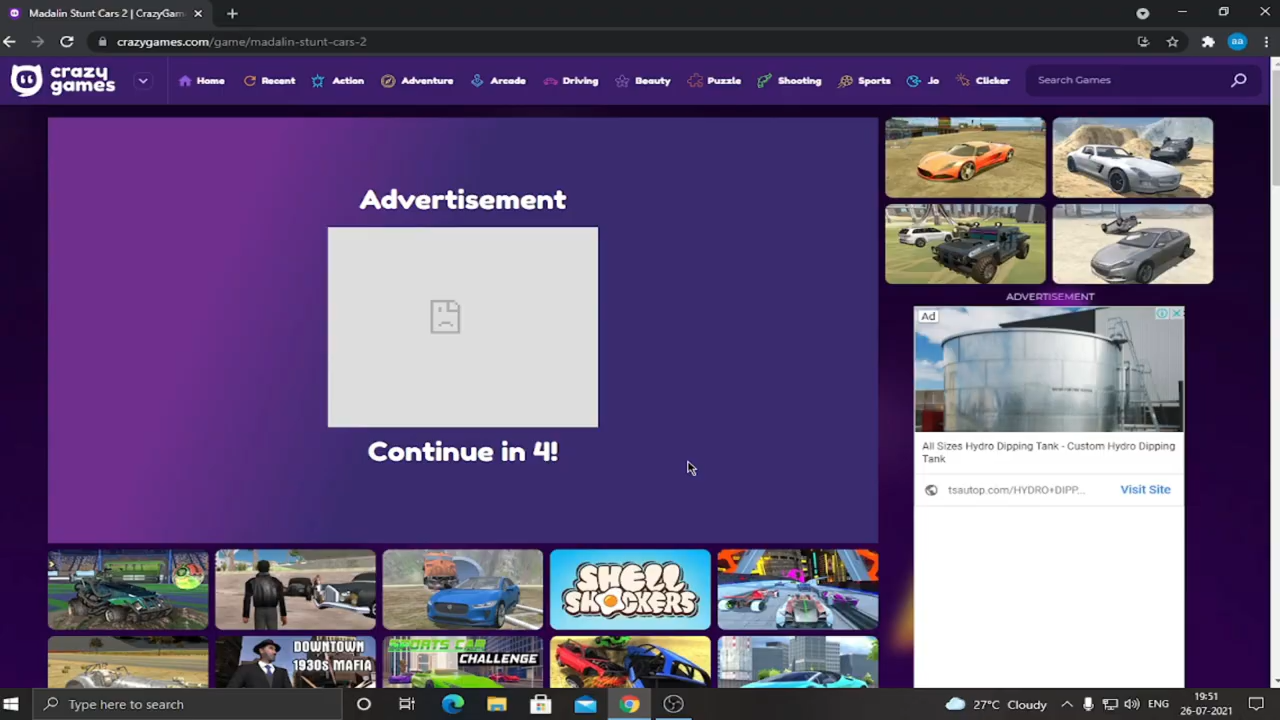 Madalin Stunt Cars 2 | CrazyGam
crazygames.com/game/madalin-stunt-cars-2
aa
crazy games
Home
Recent
Action
Adventure
Arcade
Driving
Beauty
Puzzle
Shooting
Sports
.io
Clicker
Search Games
Advertisement
Continue in 4!
ADVERTISEMENT
Ad
All Sizes Hydro Dipping Tank - Custom Hydro Dipping
Tank
tsautop.com/HYDRO+DIPP...
Visit Site
SHELL
SHOCKERS
DOWNTOWN
1930S MAFIA
SPORTS CAR
CHALLENGE
Type here to search
27°C Cloudy
ENG
19:51
26-07-2021